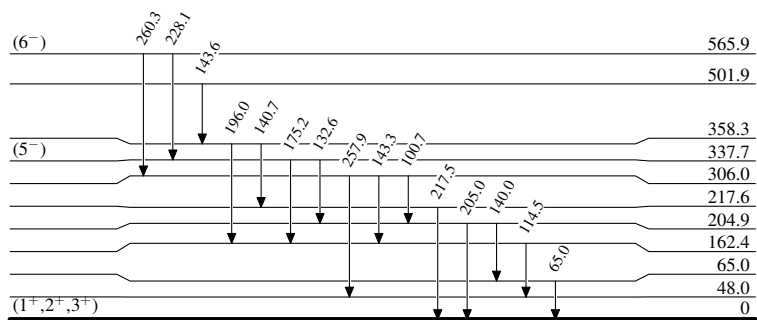 (6⁻) 260.3 228.1 565.9
143.6 501.9
196.0 140.7 358.3
(5⁻) 175.2 132.6 337.7
257.9 143.3 100.7 306.0
217.5 217.6
205.0 140.0 204.9
114.5 162.4
65.0 65.0
48.0
(1⁺,2⁺,3⁺) 0